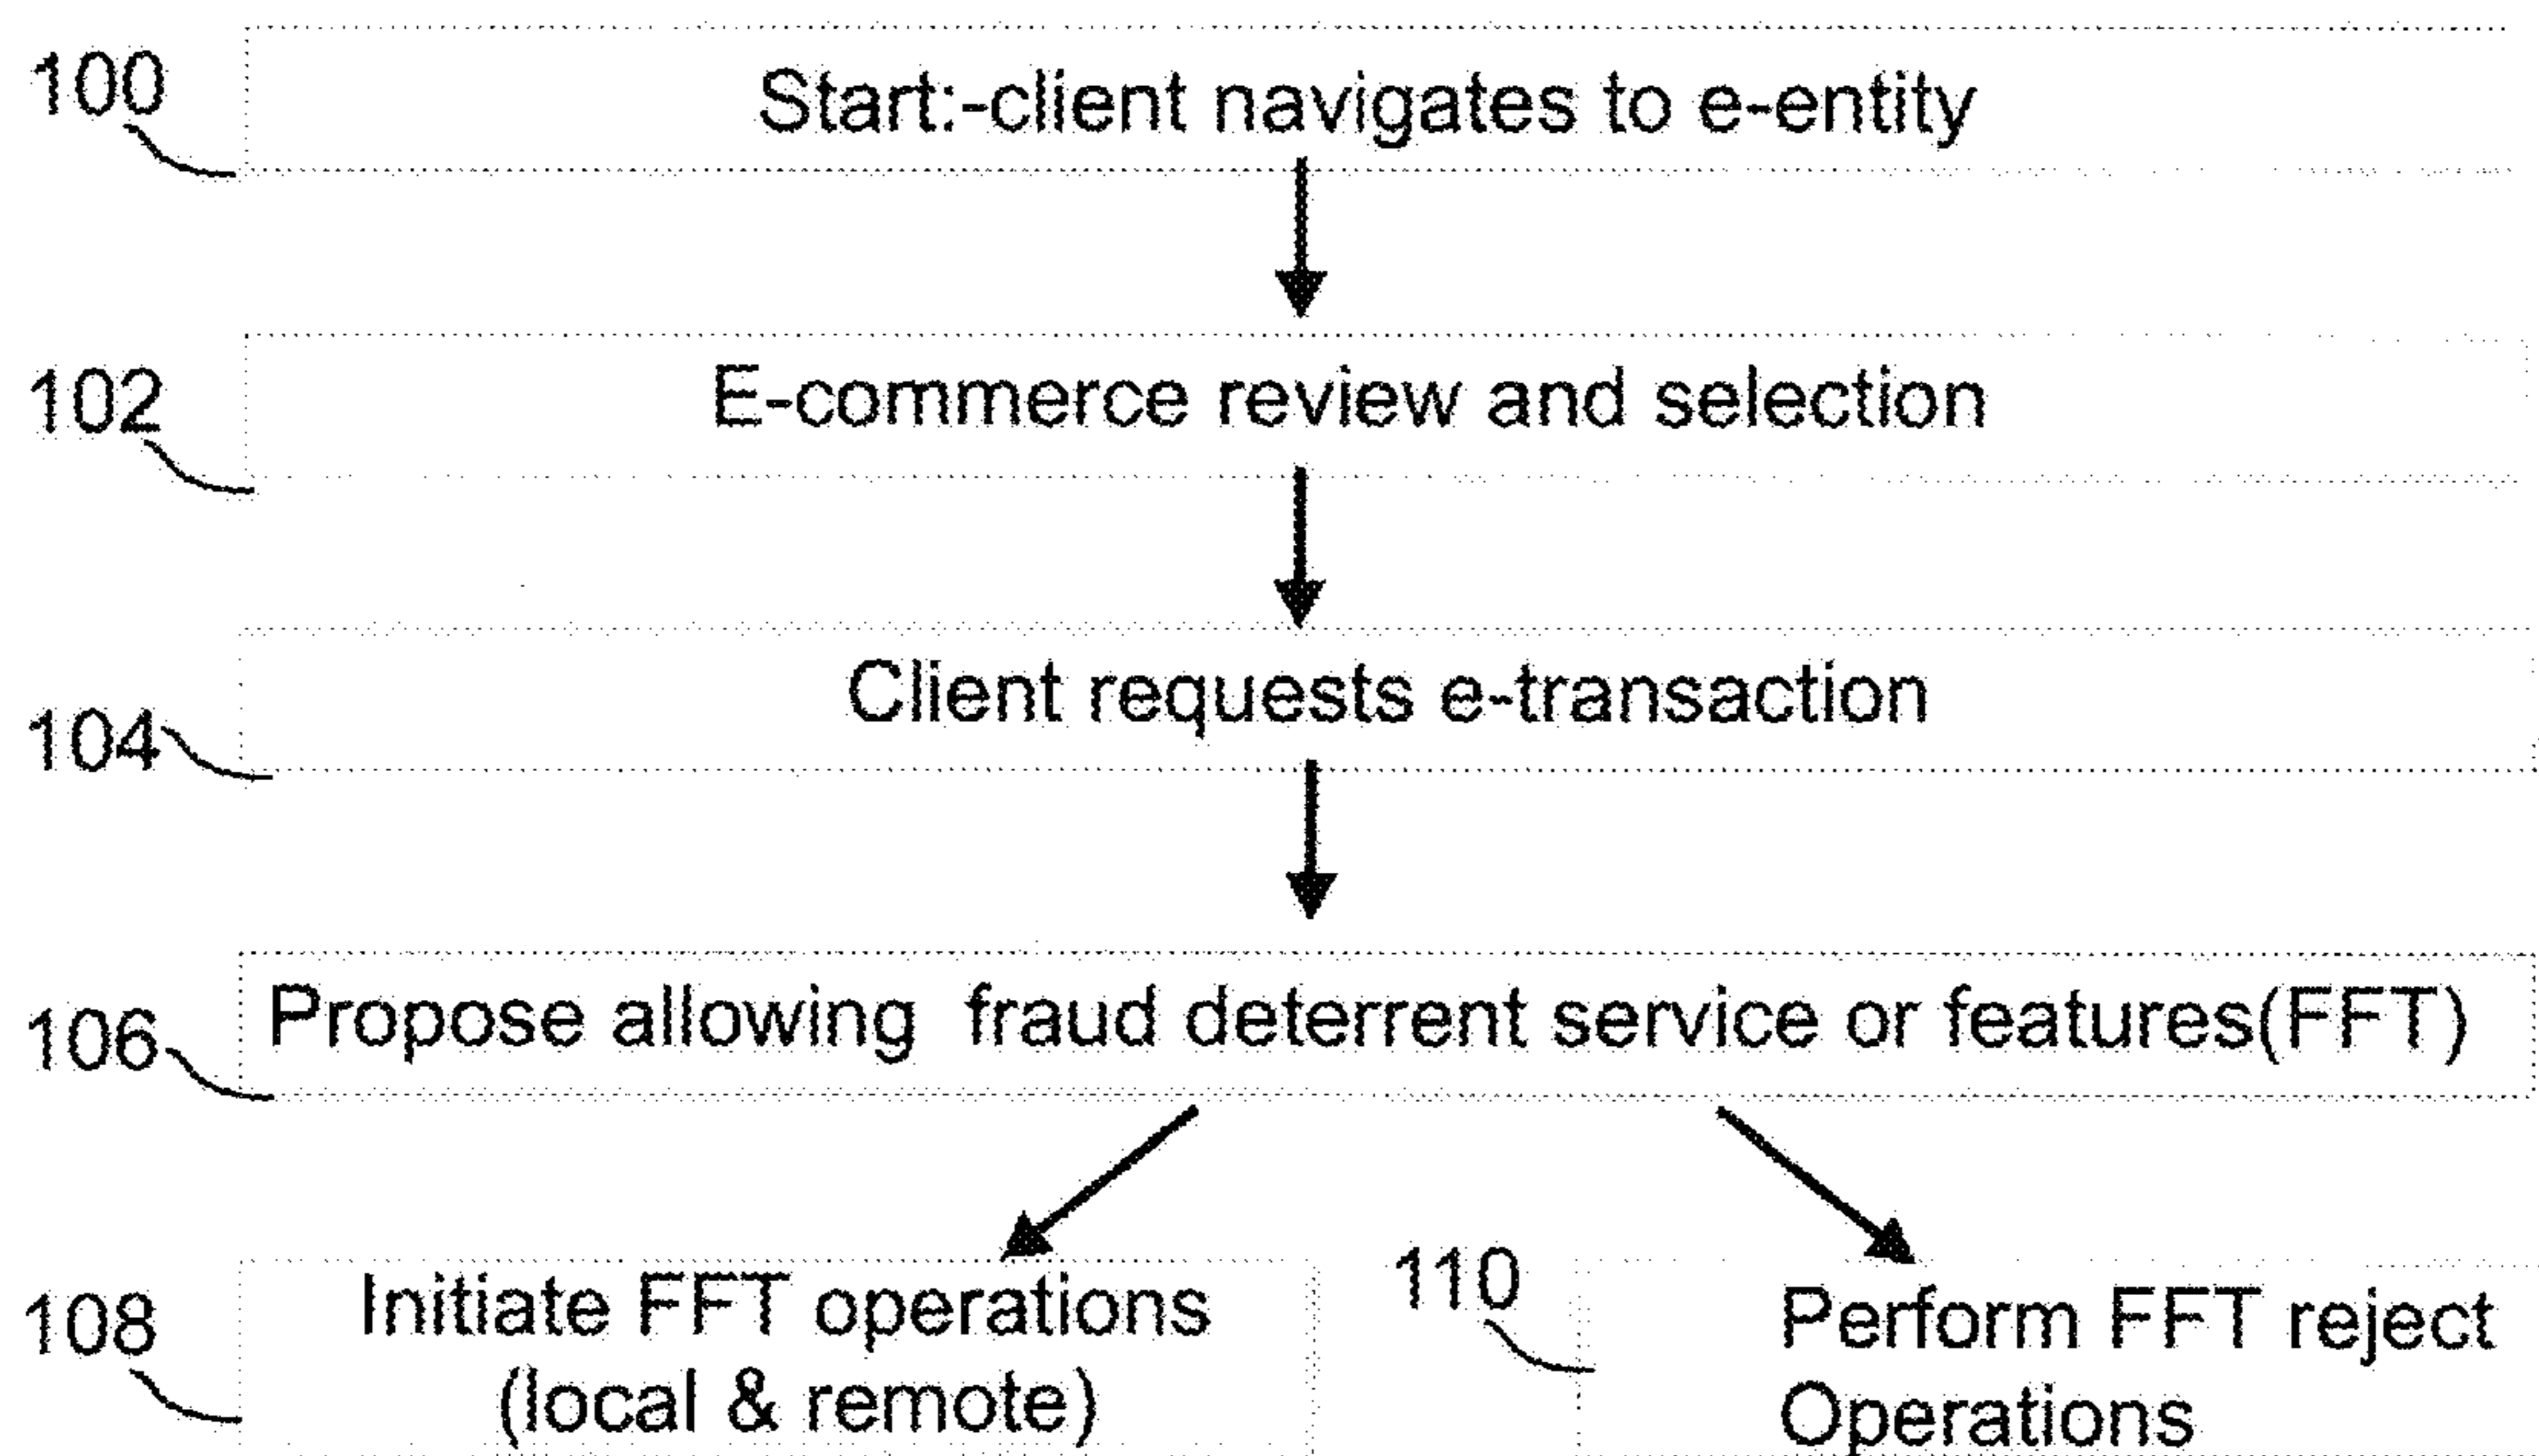 100
Start:-client navigates to e-entity
102
E-commerce review and selection
104
Client requests e-transaction
106
Propose allowing fraud deterrent service or features(FFT)
108
Initiate FFT operations
(local & remote)
110
Perform FFT reject
Operations